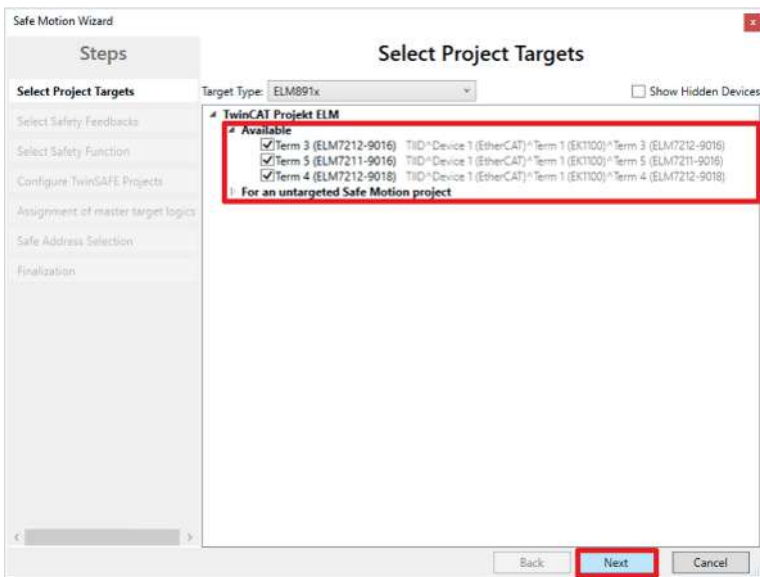 Safe Motion Wizard
x
Steps
Select Project Targets
Select Project Targets
Target Type: ELM891x
Show Hidden Devices
Select Safety Feedbacks
Select Safety Function
Configure TwinSAFE Projects
Assignment of master target logics
Safe Address Selection
Finalization
TwinCAT Projekt ELM
Available
Term 3 (ELM7212-9016) TIID^Device 1 (EtherCAT)^Term 1 (EK1100)^Term 3 (ELM7212-9016)
Term 5 (ELM7211-9016) TIID^Device 1 (EtherCAT)^Term 1 (EK1100)^Term 5 (ELM7211-9016)
Term 4 (ELM7212-9018) TIID^Device 1 (EtherCAT)^Term 1 (EK1100)^Term 4 (ELM7212-9018)
For an untargeted Safe Motion project
Back Next Cancel